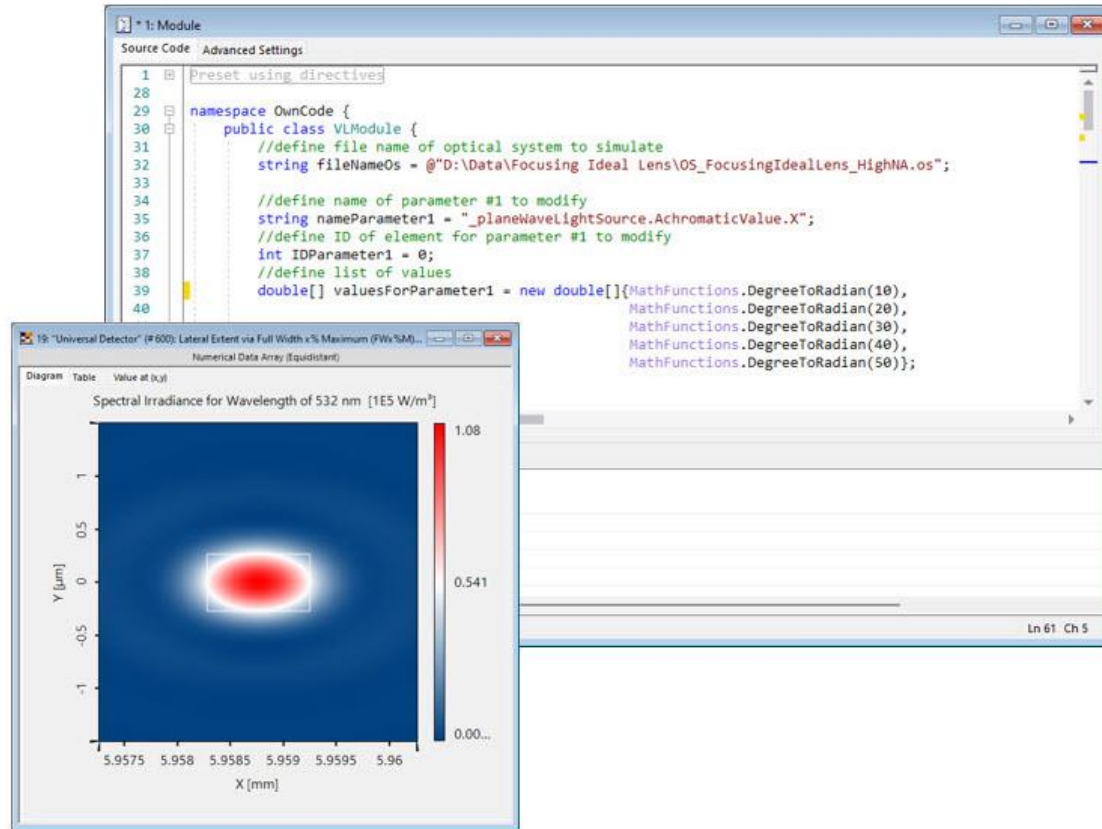 * 1: Module
Source Code Advanced Settings
1 Preset using directives
28
29 namespace OwnCode {
30 public class VLModule {
31 //define file name of optical system to simulate
32 string fileNameOs = @"D:\Data\Focusing Ideal Lens\OS_FocusingIdealLens_HighNA.os";
33
34 //define name of parameter #1 to modify
35 string nameParameter1 = "_planeWaveLightSource.AchromaticValue.X";
36 //define ID of element for parameter #1 to modify
37 int IDParameter1 = 0;
38 //define list of values
39 double[] valuesForParameter1 = new double[]{MathFunctions.DegreeToRadian(10),
40 MathFunctions.DegreeToRadian(20),
MathFunctions.DegreeToRadian(30),
MathFunctions.DegreeToRadian(40),
MathFunctions.DegreeToRadian(50)};
Ln 61 Ch 5
19: "Universal Detector" (# 600): Lateral Extent via Full Width x% Maximum (FWx%M)...
Numerical Data Array (Equidistant)
Diagram Table Value at (x,y)
Spectral Irradiance for Wavelength of 532 nm [1E5 W/m³]
1.08
0.541
0.00...
Y [µm]
1
0.5
0
-0.5
-1
5.9575 5.958 5.9585 5.959 5.9595 5.96
X [mm]